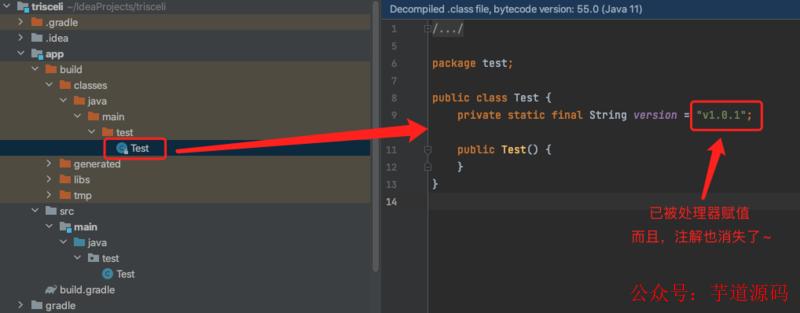 trisceli ~/IdeaProjects/trisceli
.gradle
.idea
app
build
classes
java
main
test
Test
generated
libs
tmp
src
main
java
test
Test
build.gradle
gradle
Decompiled .class file, bytecode version: 55.0 (Java 11)
1 /.../
5
6 package test;
7
8 public class Test {
9 private static final String version = "v1.0.1";
10
11 public Test() {
12 }
13 }
14
已被处理器赋值
而且，注解也消失了~
公众号：芋道源码